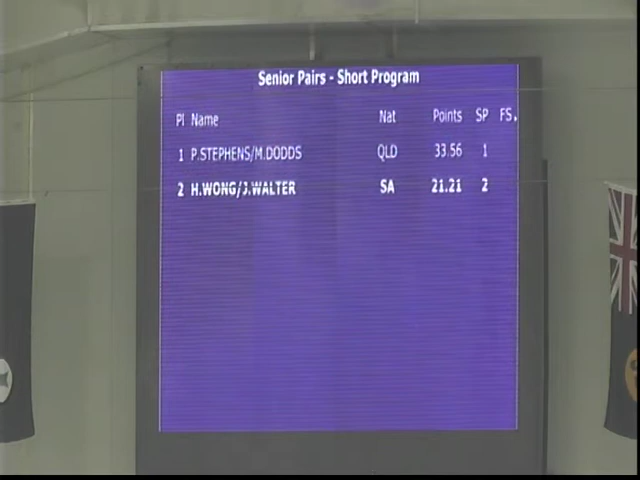 Senior Pairs - Short Program
Pl Name Nat Points SP FS.
1 P.STEPHENS/M.DODDS QLD 33.56 1
2 H.WONG/J.WALTER SA 21.21 2